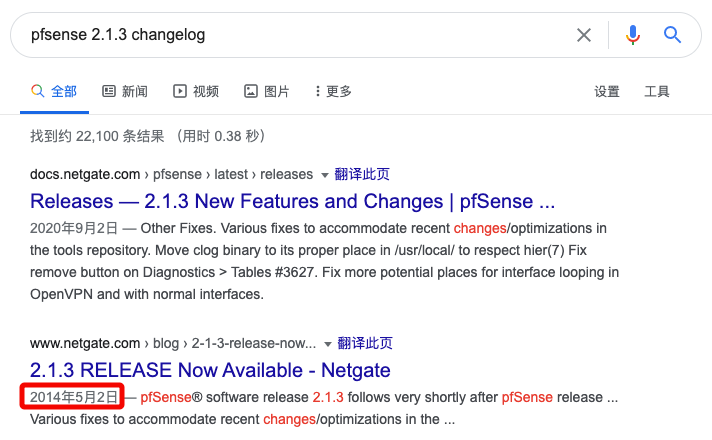 pfsense 2.1.3 changelog
全部 新闻 视频 图片 更多 设置 工具
找到约 22,100 条结果 （用时 0.38 秒）
docs.netgate.com › pfsense › latest › releases 翻译此页
Releases — 2.1.3 New Features and Changes | pfSense ...
2020年9月2日 — Other Fixes. Various fixes to accommodate recent changes/optimizations in
the tools repository. Move clog binary to its proper place in /usr/local/ to respect hier(7) Fix
remove button on Diagnostics > Tables #3627. Fix more potential places for interface looping in
OpenVPN and with normal interfaces.
www.netgate.com › blog › 2-1-3-release-now... 翻译此页
2.1.3 RELEASE Now Available - Netgate
2014年5月2日 — pfSense® software release 2.1.3 follows very shortly after pfSense release ...
Various fixes to accommodate recent changes/optimizations in the ...